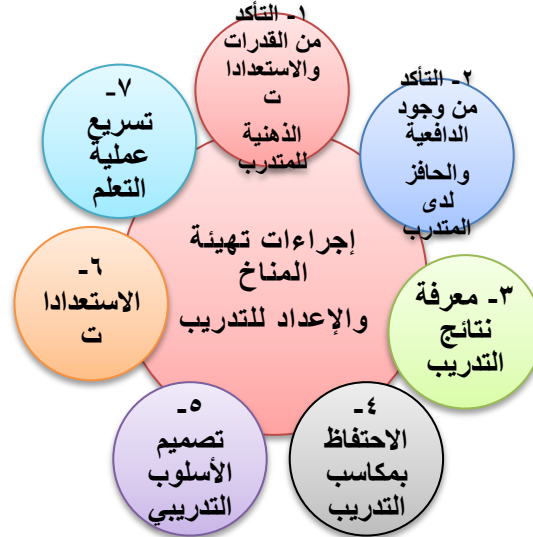 ١- التأكد
من القدرات
والاستعدادا
ت
الذهنية
للمتدرب
٢- التأكد
من وجود
الدافعية
والحافز
لدى
المتدرب
٣- معرفة
نتائج
التدريب
٤-
الاحتفاظ
بمكاسب
التدريب
٥-
تصميم
الأسلوب
التدريبي
٦-
الاستعدادا
ت
٧-
تسريع
عملية
التعلم
إجراءات تهيئة
المناخ
والإعداد للتدريب